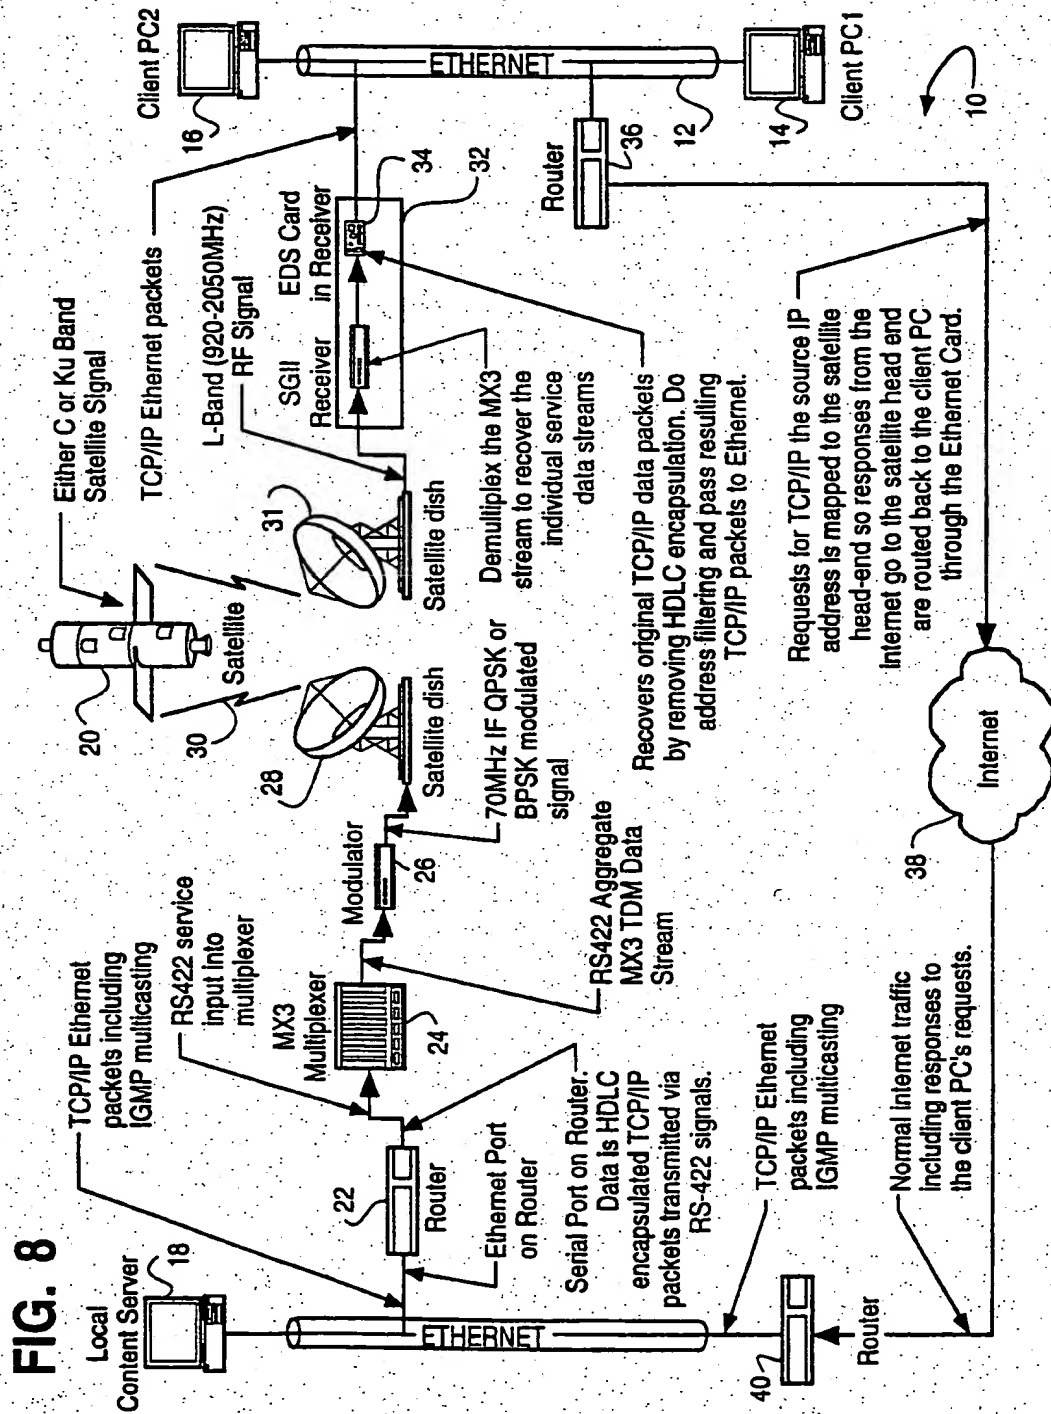 FIG. 8
Local
Content Server
18
TCP/IP Ethernet
packets including
IGMP multicasting
RS422 service
input into
multiplexer
MX3
Multiplexer
24
Modulator
26
22
Router
Ethernet Port
on Router
Serial Port on Router.
Data is HDLC
encapsulated TCP/IP
packets transmitted via
RS-422 signals.
RS422 Aggregate
MX3 TDM Data
Stream
70MHz IF QPSK or
BPSK modulated
signal
28
Satellite dish
30
20
Satellite
Either C or Ku Band
Satellite Signal
31
Satellite dish
TCP/IP Ethernet packets
L-Band (920-2050MHz)
RF Signal
SGII
Receiver
EDS Card
in Receiver
34
32
Demultiplex the MX3
stream to recover the
individual service
data streams
Recovers original TCP/IP data packets
by removing HDLC encapsulation. Do
address filtering and pass resulting
TCP/IP packets to Ethernet.
Client PC2
16
ETHERNET
12
14
Client PC1
Router
36
10
Requests for TCP/IP the source IP
address is mapped to the satellite
head-end so responses from the
Internet go to the satellite head end
are routed back to the client PC
through the Ethernet Card.
Internet
38
ETHERNET
TCP/IP Ethernet
packets including
IGMP multicasting
40
Router
Normal internet traffic
including responses to
the client PC's requests.